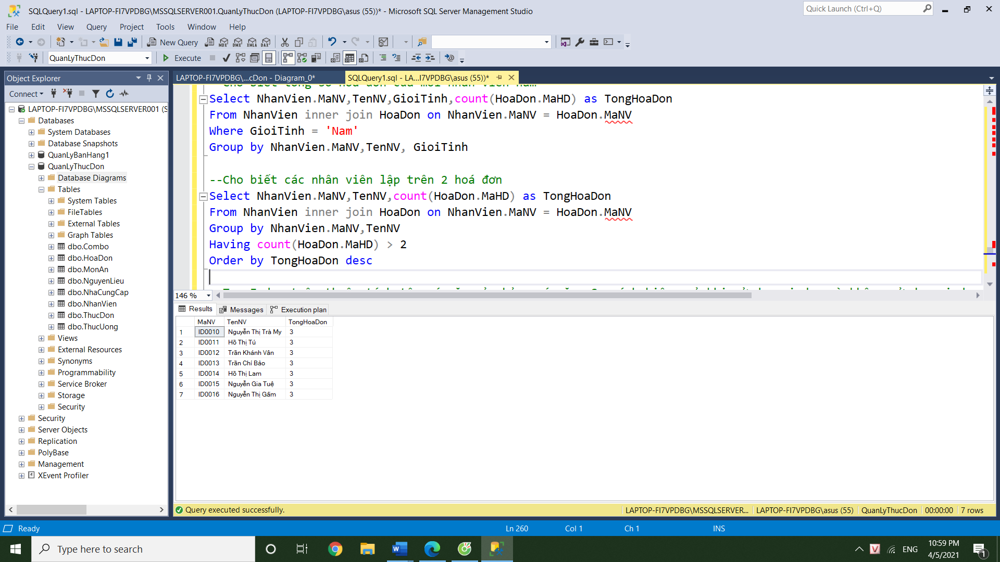 SQLQuery1.sql - LAPTOP-FI7VPDBG\MSSQLSERVER001.QuanLyThucDon (LAPTOP-FI7VPDBG\asus (55))* - Microsoft SQL Server Management Studio
Quick Launch (Ctrl+Q)
File Edit View Query Project Tools Window Help
New Query
MDX DMX XMLA DAX
QuanLyThucDon
Execute
Object Explorer
Connect
LAPTOP-FI7VPDBG\MSSQLSERVER001 (S
Databases
System Databases
Database Snapshots
QuanLyBanHang1
QuanLyThucDon
Database Diagrams
Tables
System Tables
FileTables
External Tables
Graph Tables
dbo.Combo
dbo.HoaDon
dbo.MonAn
dbo.NguyenLieu
dbo.NhaCungCap
dbo.NhanVien
dbo.ThucDon
dbo.ThucUong
Views
External Resources
Synonyms
Programmability
Service Broker
Storage
Security
Security
Server Objects
Replication
PolyBase
Management
XEvent Profiler
LAPTOP-FI7VPDBG\...cDon - Diagram_0*
SQLQuery1.sql - LA...I7VPDBG\asus (55))*
Select NhanVien.MaNV,TenNV,GioiTinh,count(HoaDon.MaHD) as TongHoaDon
From NhanVien inner join HoaDon on NhanVien.MaNV = HoaDon.MaNV
Where GioiTinh = 'Nam'
Group by NhanVien.MaNV,TenNV, GioiTinh
--Cho biết các nhân viên lập trên 2 hoá đơn
Select NhanVien.MaNV,TenNV,count(HoaDon.MaHD) as TongHoaDon
From NhanVien inner join HoaDon on NhanVien.MaNV = HoaDon.MaNV
Group by NhanVien.MaNV,TenNV
Having count(HoaDon.MaHD) > 2
Order by TongHoaDon desc
146 %
Results Messages Execution plan
MaNV TenNV TongHoaDon
1 ID0010 Nguyễn Thị Trà My 3
2 ID0011 Hồ Thị Tú 3
3 ID0012 Trần Khánh Vân 3
4 ID0013 Trần Chí Bảo 3
5 ID0014 Hồ Thị Lam 3
6 ID0015 Nguyễn Gia Tuệ 3
7 ID0016 Nguyễn Thị Gấm 3
Query executed successfully.
LAPTOP-FI7VPDBG\MSSQLSERVER... LAPTOP-FI7VPDBG\asus (55) QuanLyThucDon 00:00:00 7 rows
Ready
Ln 260 Col 1 Ch 1 INS
Type here to search
ENG
10:59 PM
4/5/2021
1